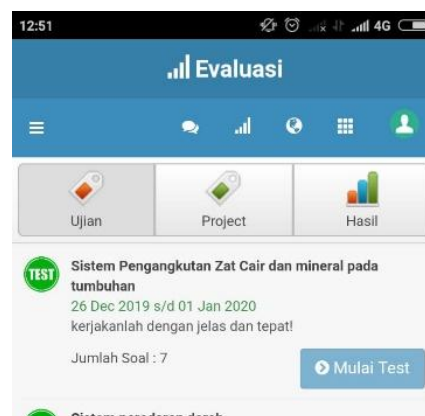 12:51 4G
Evaluasi
Ujian Project Hasil
TEST
Sistem Pengangkutan Zat Cair dan mineral pada
tumbuhan
26 Dec 2019 s/d 01 Jan 2020
kerjakanlah dengan jelas dan tepat!
Jumlah Soal : 7
Mulai Test
Sistem peredaran darah